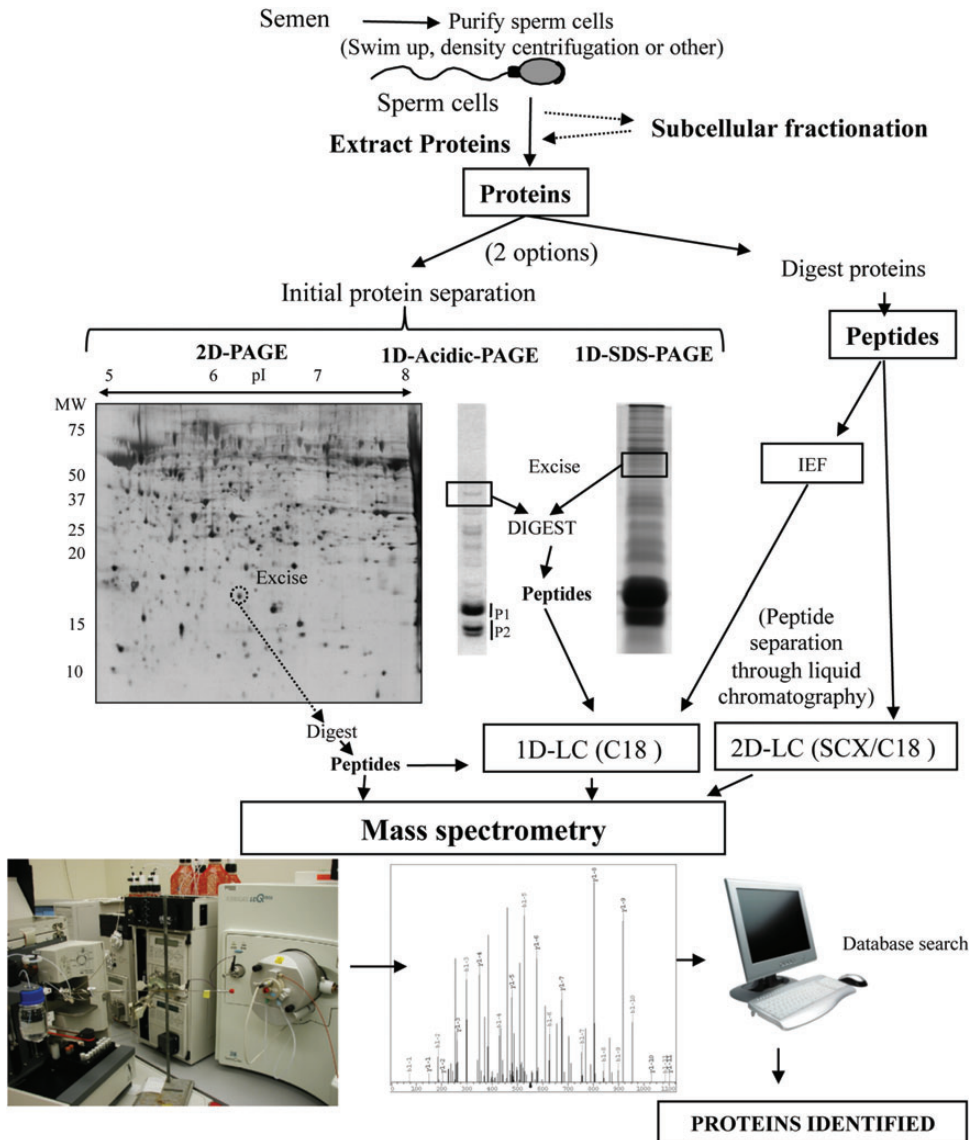 Semen
Purify sperm cells
(Swim up, density centrifugation or other)
Sperm cells
Extract Proteins
Subcellular fractionation
Proteins
(2 options)
Initial protein separation
Digest proteins
Peptides
2D-PAGE
1D-Acidic-PAGE
1D-SDS-PAGE
5 6 pI 7 8
MW
75
50
37
25
20
15
10
Excise
Excise
DIGEST
Peptides
P1
P2
IEF
(Peptide
separation
through liquid
chromatography)
Digest
Peptides
1D-LC (C18 )
2D-LC (SCX/C18 )
Mass spectrometry
Database search
PROTEINS IDENTIFIED